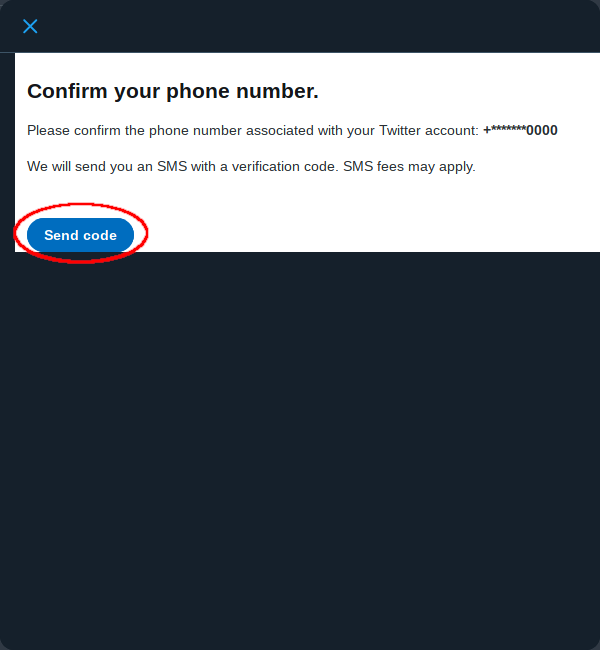 Confirm your phone number.
Please confirm the phone number associated with your Twitter account: +*******0000
We will send you an SMS with a verification code. SMS fees may apply.
Send code